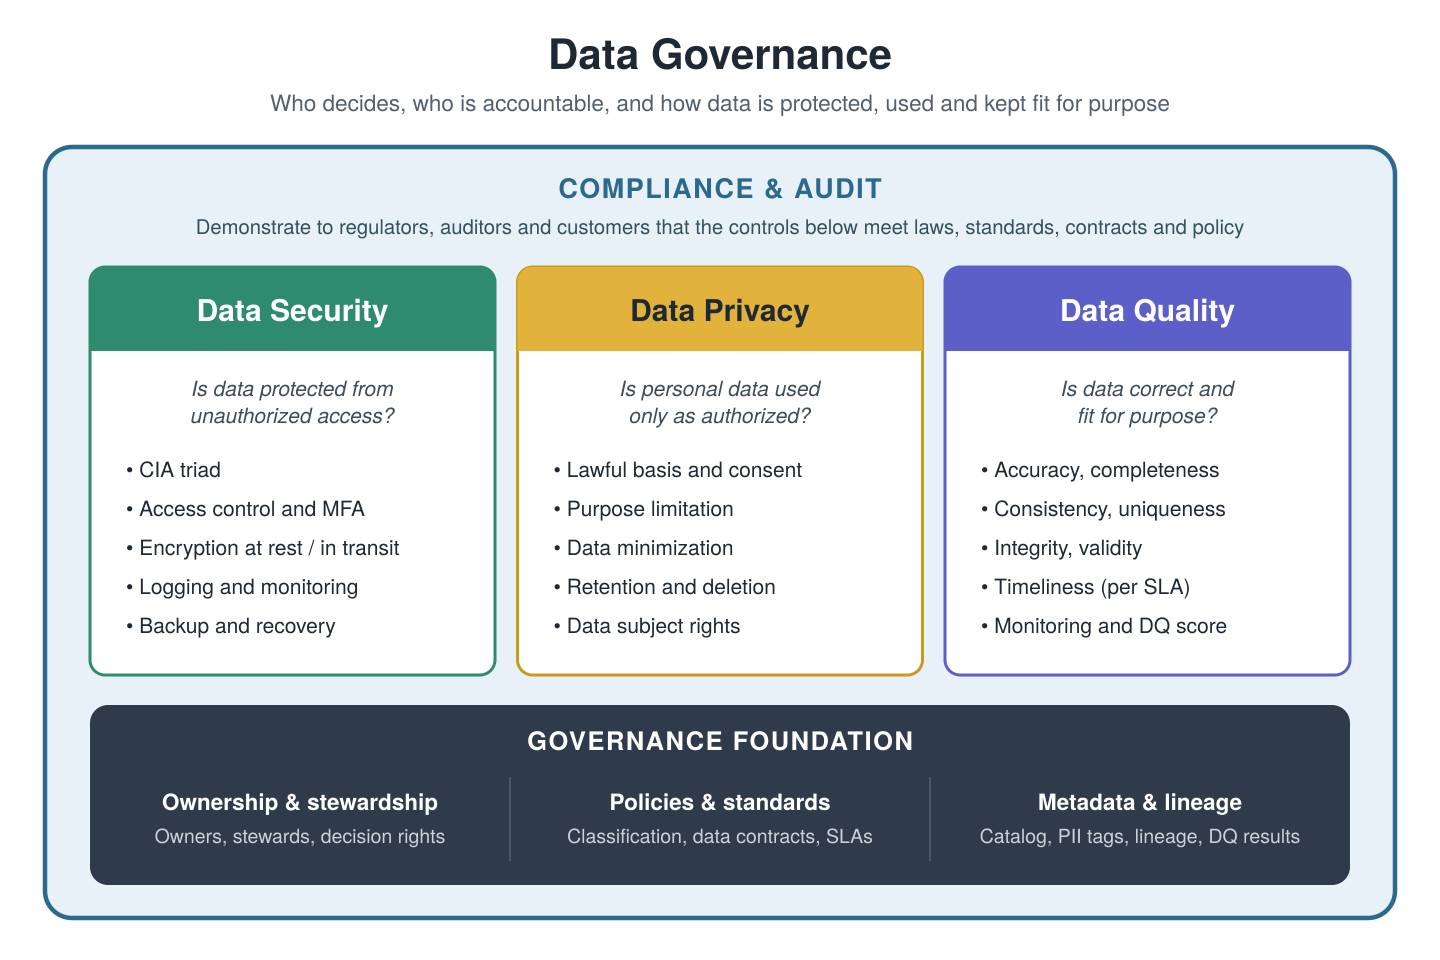 Data Governance
Who decides, who is accountable, and how data is protected, used and kept fit for purpose
COMPLIANCE & AUDIT
Demonstrate to regulators, auditors and customers that the controls below meet laws, standards, contracts and policy
Data Security
Is data protected from
unauthorized access?
• CIA triad
• Access control and MFA
• Encryption at rest / in transit
• Logging and monitoring
• Backup and recovery
Data Privacy
Is personal data used
only as authorized?
• Lawful basis and consent
• Purpose limitation
• Data minimization
• Retention and deletion
• Data subject rights
Data Quality
Is data correct and
fit for purpose?
• Accuracy, completeness
• Consistency, uniqueness
• Integrity, validity
• Timeliness (per SLA)
• Monitoring and DQ score
GOVERNANCE FOUNDATION
Ownership & stewardship
Owners, stewards, decision rights
Policies & standards
Classification, data contracts, SLAs
Metadata & lineage
Catalog, PII tags, lineage, DQ results